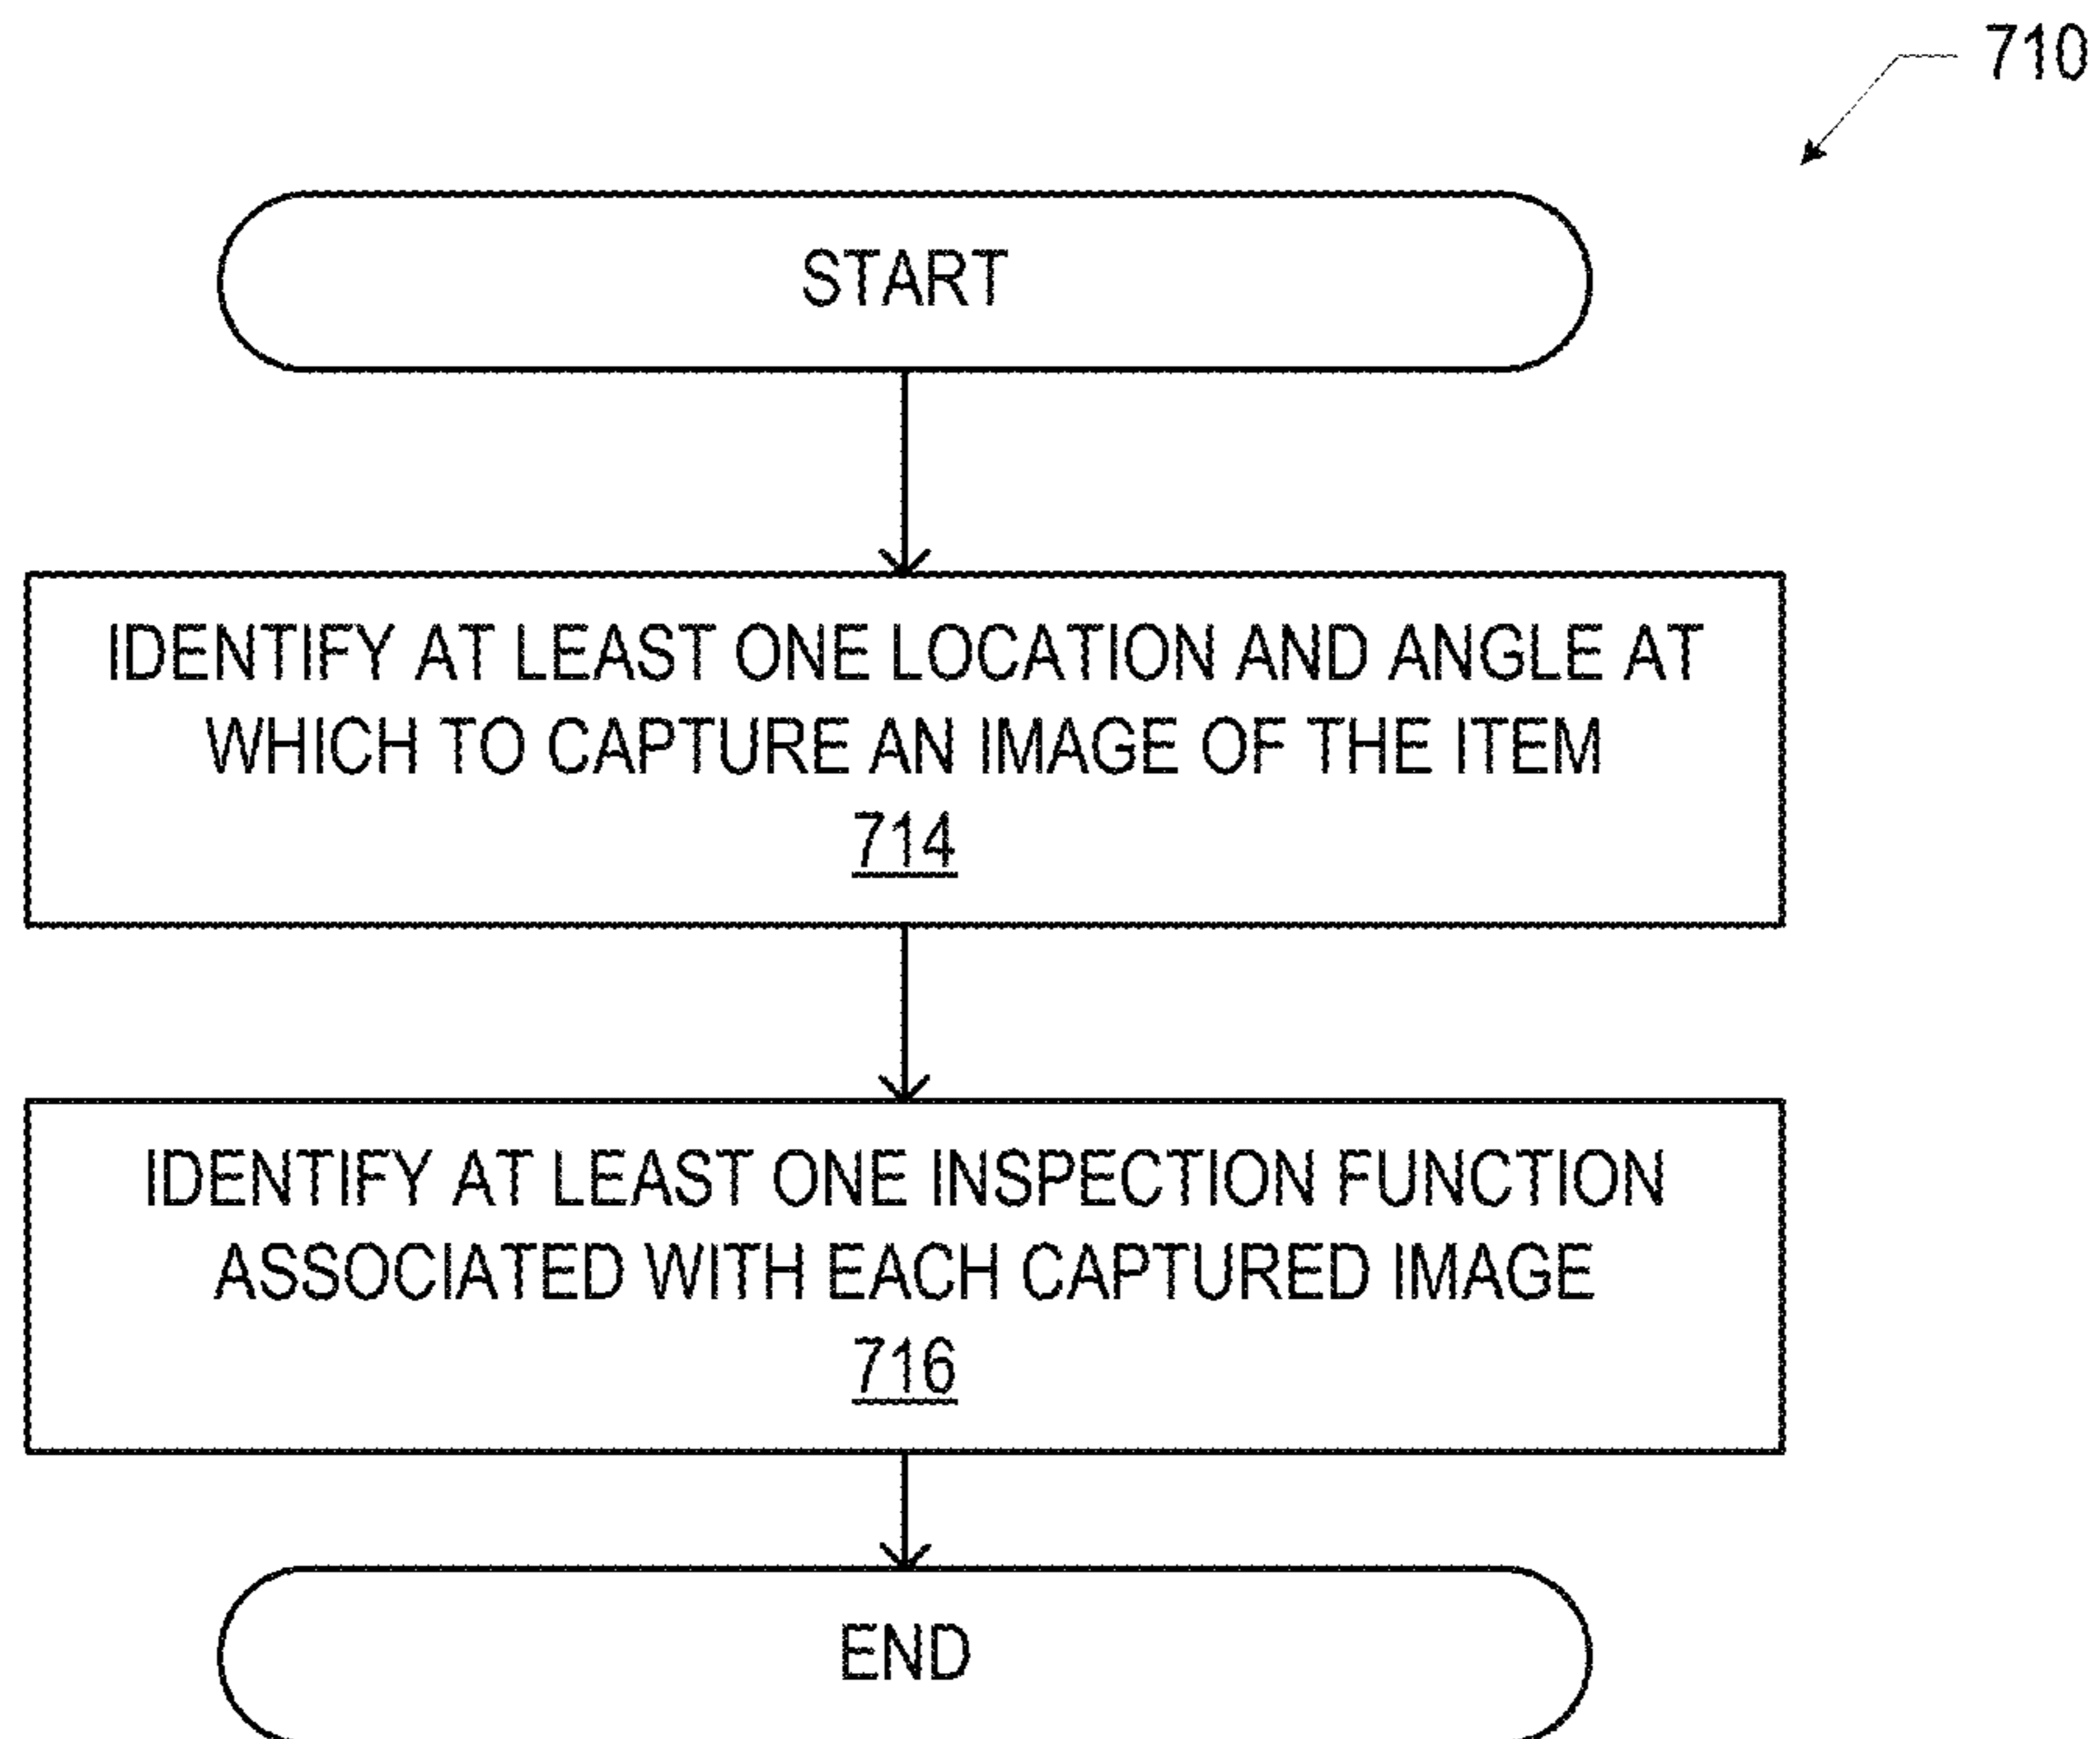 710
START
IDENTIFY AT LEAST ONE LOCATION AND ANGLE AT
WHICH TO CAPTURE AN IMAGE OF THE ITEM
714
IDENTIFY AT LEAST ONE INSPECTION FUNCTION
ASSOCIATED WITH EACH CAPTURED IMAGE
716
END